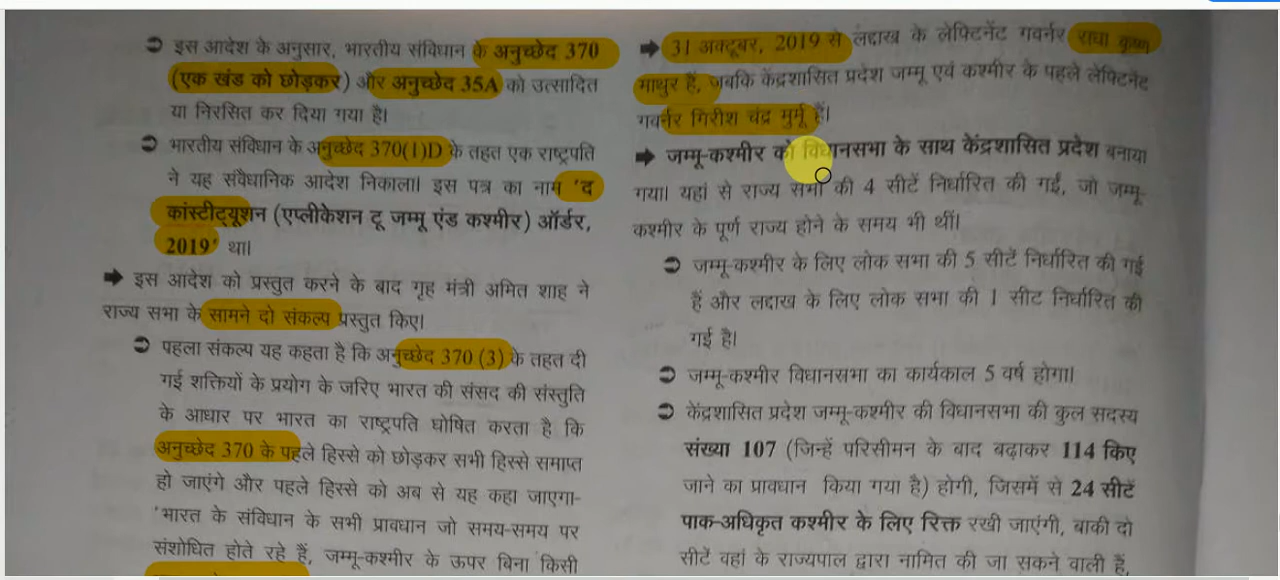 ➲ इस आदेश के अनुसार, भारतीय संविधान के अनुच्छेद 370
(एक खंड को छोड़कर) और अनुच्छेद 35A को उत्सादित
या निरसित कर दिया गया है।
➲ भारतीय संविधान के अनुच्छेद 370(1)D के तहत एक राष्ट्रपति
ने यह संवैधानिक आदेश निकाला। इस पत्र का नाम 'द
कांस्टीट्यूशन (एप्लीकेशन टू जम्मू एंड कश्मीर) ऑर्डर,
2019' था।
➡ इस आदेश को प्रस्तुत करने के बाद गृह मंत्री अमित शाह ने
राज्य सभा के सामने दो संकल्प प्रस्तुत किए।
➲ पहला संकल्प यह कहता है कि अनुच्छेद 370 (3) के तहत दी
गई शक्तियों के प्रयोग के जरिए भारत की संसद की संस्तुति
के आधार पर भारत का राष्ट्रपति घोषित करता है कि
अनुच्छेद 370 के पहले हिस्से को छोड़कर सभी हिस्से समाप्त
हो जाएंगे और पहले हिस्से को अब से यह कहा जाएगा-
'भारत के संविधान के सभी प्रावधान जो समय-समय पर
संशोधित होते रहे हैं, जम्मू-कश्मीर के ऊपर बिना किसी
➡ 31 अक्टूबर, 2019 से लद्दाख के लेफ्टिनेंट गवर्नर राधा कृष्ण
माथुर हैं, जबकि केंद्रशासित प्रदेश जम्मू एवं कश्मीर के पहले लेफ्टिनेंट
गवर्नर गिरीश चंद्र मुर्मू हैं।
➡ जम्मू-कश्मीर को विधानसभा के साथ केंद्रशासित प्रदेश बनाया
गया। यहां से राज्य सभा की 4 सीटें निर्धारित की गईं, जो जम्मू-
कश्मीर के पूर्ण राज्य होने के समय भी थीं।
➲ जम्मू-कश्मीर के लिए लोक सभा की 5 सीटें निर्धारित की गई
हैं और लद्दाख के लिए लोक सभा की 1 सीट निर्धारित की
गई है।
➲ जम्मू-कश्मीर विधानसभा का कार्यकाल 5 वर्ष होगा।
➲ केंद्रशासित प्रदेश जम्मू-कश्मीर की विधानसभा की कुल सदस्य
संख्या 107 (जिन्हें परिसीमन के बाद बढ़ाकर 114 किए
जाने का प्रावधान किया गया है) होगी, जिसमें से 24 सीटें
पाक-अधिकृत कश्मीर के लिए रिक्त रखी जाएंगी, बाकी दो
सीटें वहां के राज्यपाल द्वारा नामित की जा सकने वाली हैं,